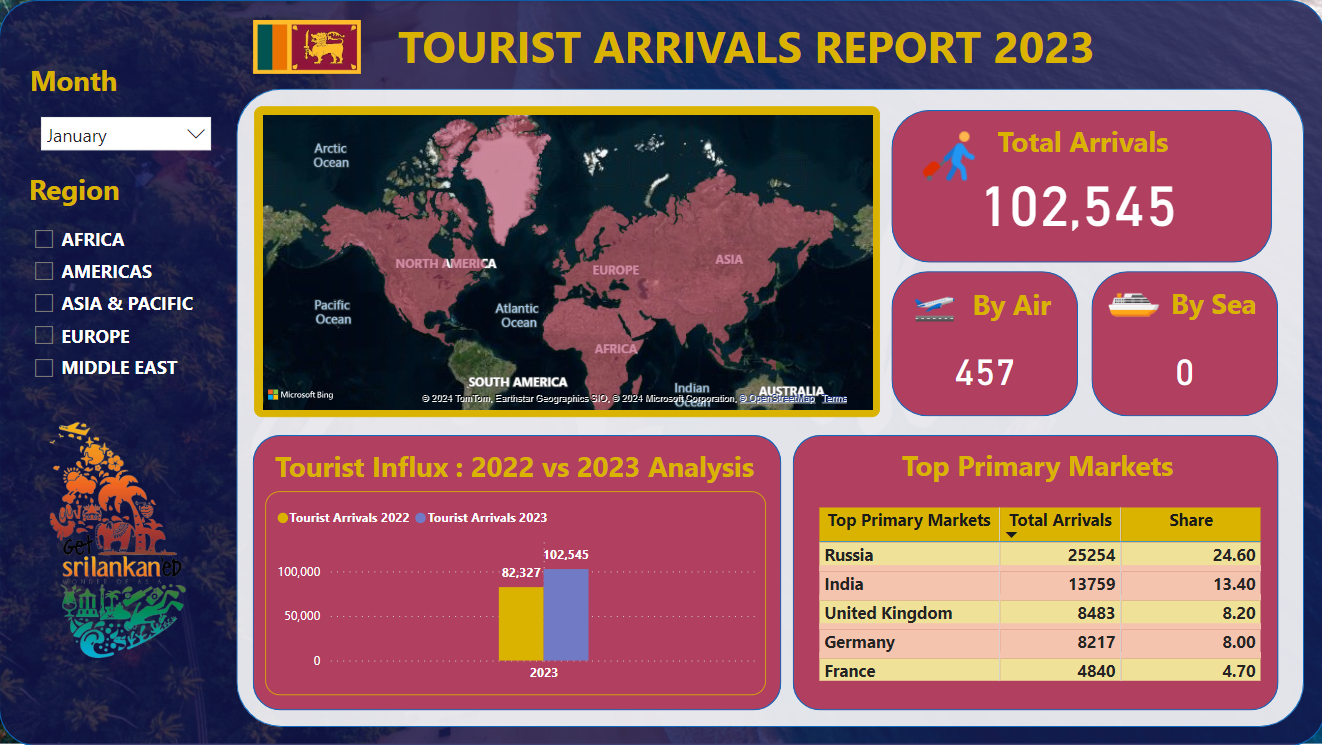 TOURIST ARRIVALS REPORT 2023
Month
January
Region
AFRICA
AMERICAS
ASIA & PACIFIC
EUROPE
MIDDLE EAST
Get
srilankanED
WONDER OF ASIA
Arctic
Ocean
NORTH AMERICA
EUROPE
ASIA
Pacific
Ocean
Atlantic
Ocean
AFRICA
SOUTH AMERICA
Indian
Ocean
AUSTRALIA
Microsoft Bing
© 2024 TomTom, Earthstar Geographics SIO, © 2024 Microsoft Corporation, © OpenStreetMap Terms
Total Arrivals
102,545
By Air
457
By Sea
0
Tourist Influx : 2022 vs 2023 Analysis
Tourist Arrivals 2022 Tourist Arrivals 2023
102,545
82,327
100,000
50,000
0
2023
Top Primary Markets
Top Primary Markets Total Arrivals Share
Russia 25254 24.60
India 13759 13.40
United Kingdom 8483 8.20
Germany 8217 8.00
France 4840 4.70